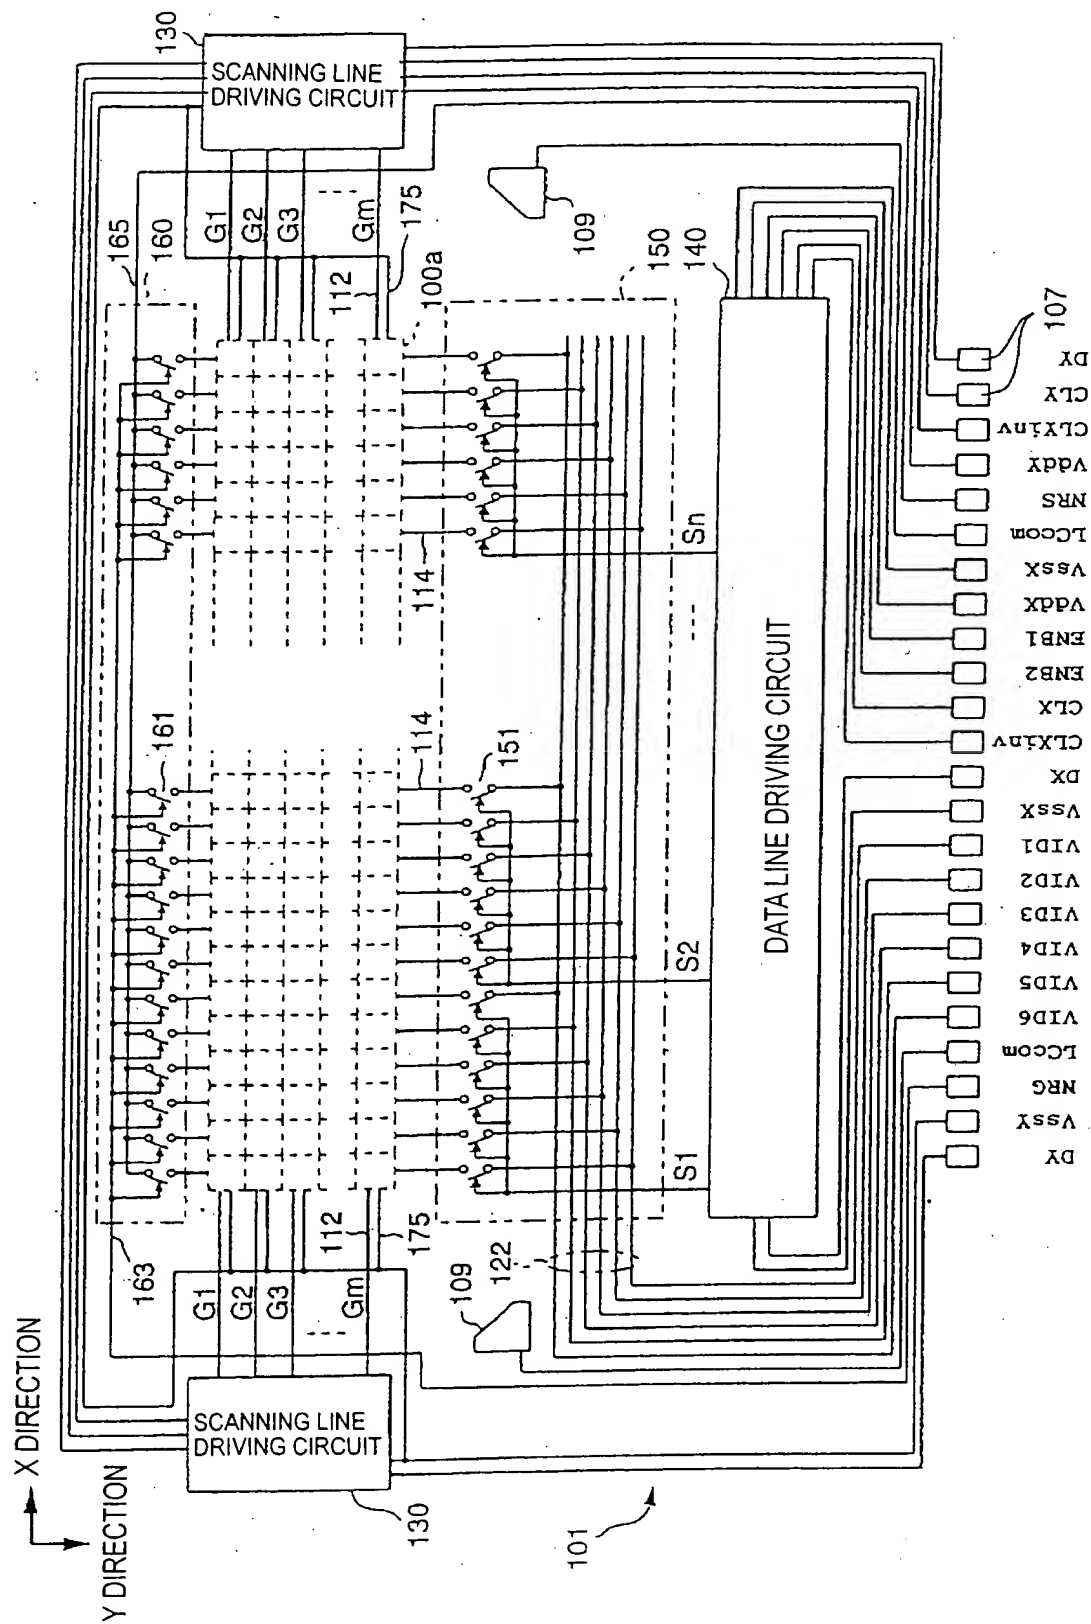 130
SCANNING LINE
DRIVING CIRCUIT
165
160
G1
G2
G3
Gm
112
175
100a
109
150
140
114
Sn
161
114
151
S2
S1
DATA LINE DRIVING CIRCUIT
163
G1
G2
G3
Gm
112
175
109
122
SCANNING LINE
DRIVING CIRCUIT
130
101
X DIRECTION
Y DIRECTION
107
DY
CLY
CLYinv
VddY
NRS
LCcom
VssX
VddX
ENB1
ENB2
CLX
CLXinv
DX
VssX
VID1
VID2
VID3
VID4
VID5
VID6
LCcom
NRG
VssY
DY